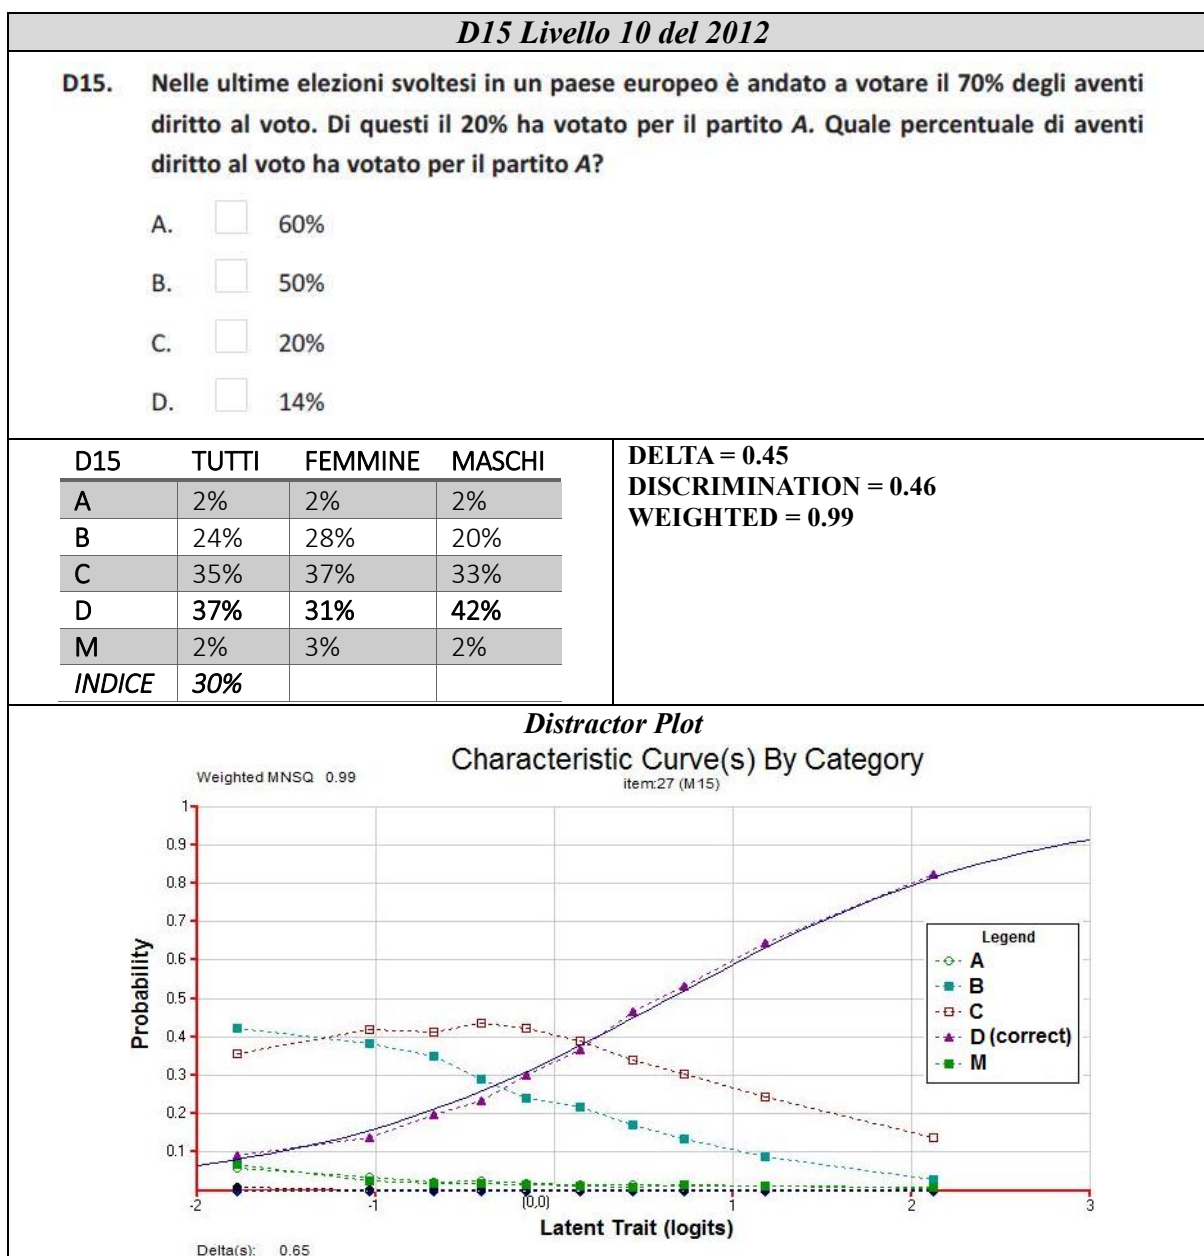 D15 Livello 10 del 2012
D15. Nelle ultime elezioni svoltesi in un paese europeo è andato a votare il 70% degli aventi
diritto al voto. Di questi il 20% ha votato per il partito A. Quale percentuale di aventi
diritto al voto ha votato per il partito A?
A. 60%
B. 50%
C. 20%
D. 14%
D15 TUTTI FEMMINE MASCHI
A 2% 2% 2%
B 24% 28% 20%
C 35% 37% 33%
D 37% 31% 42%
M 2% 3% 2%
INDICE 30%
DELTA = 0.45
DISCRIMINATION = 0.46
WEIGHTED = 0.99
Distractor Plot
Characteristic Curve(s) By Category
Weighted MNSQ 0.99
item:27 (M15)
1
0.9
0.8
0.7
0.6
0.5
0.4
0.3
0.2
0.1
Probability
Legend
A
B
C
D (correct)
M
-2 -1 (0,0) 1 2 3
Latent Trait (logits)
Delta(s): 0.65